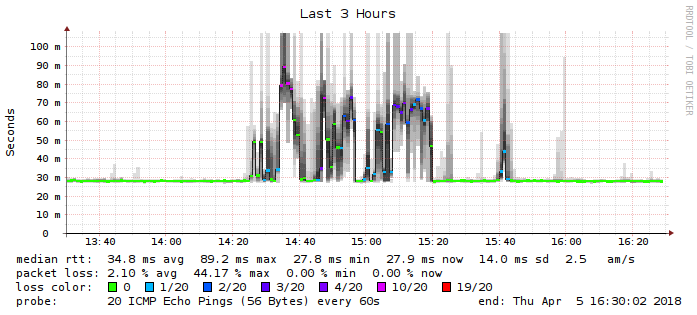 Last 3 Hours
RRDTOOL / TOBI OETIKER
Seconds
100 m
90 m
80 m
70 m
60 m
50 m
40 m
30 m
20 m
10 m
0
13:40 14:00 14:20 14:40 15:00 15:20 15:40 16:00 16:20
median rtt: 34.8 ms avg 89.2 ms max 27.8 ms min 27.9 ms now 14.0 ms sd 2.5 am/s
packet loss: 2.10 % avg 44.17 % max 0.00 % min 0.00 % now
loss color: 0 1/20 2/20 3/20 4/20 10/20 19/20
probe: 20 ICMP Echo Pings (56 Bytes) every 60s end: Thu Apr 5 16:30:02 2018